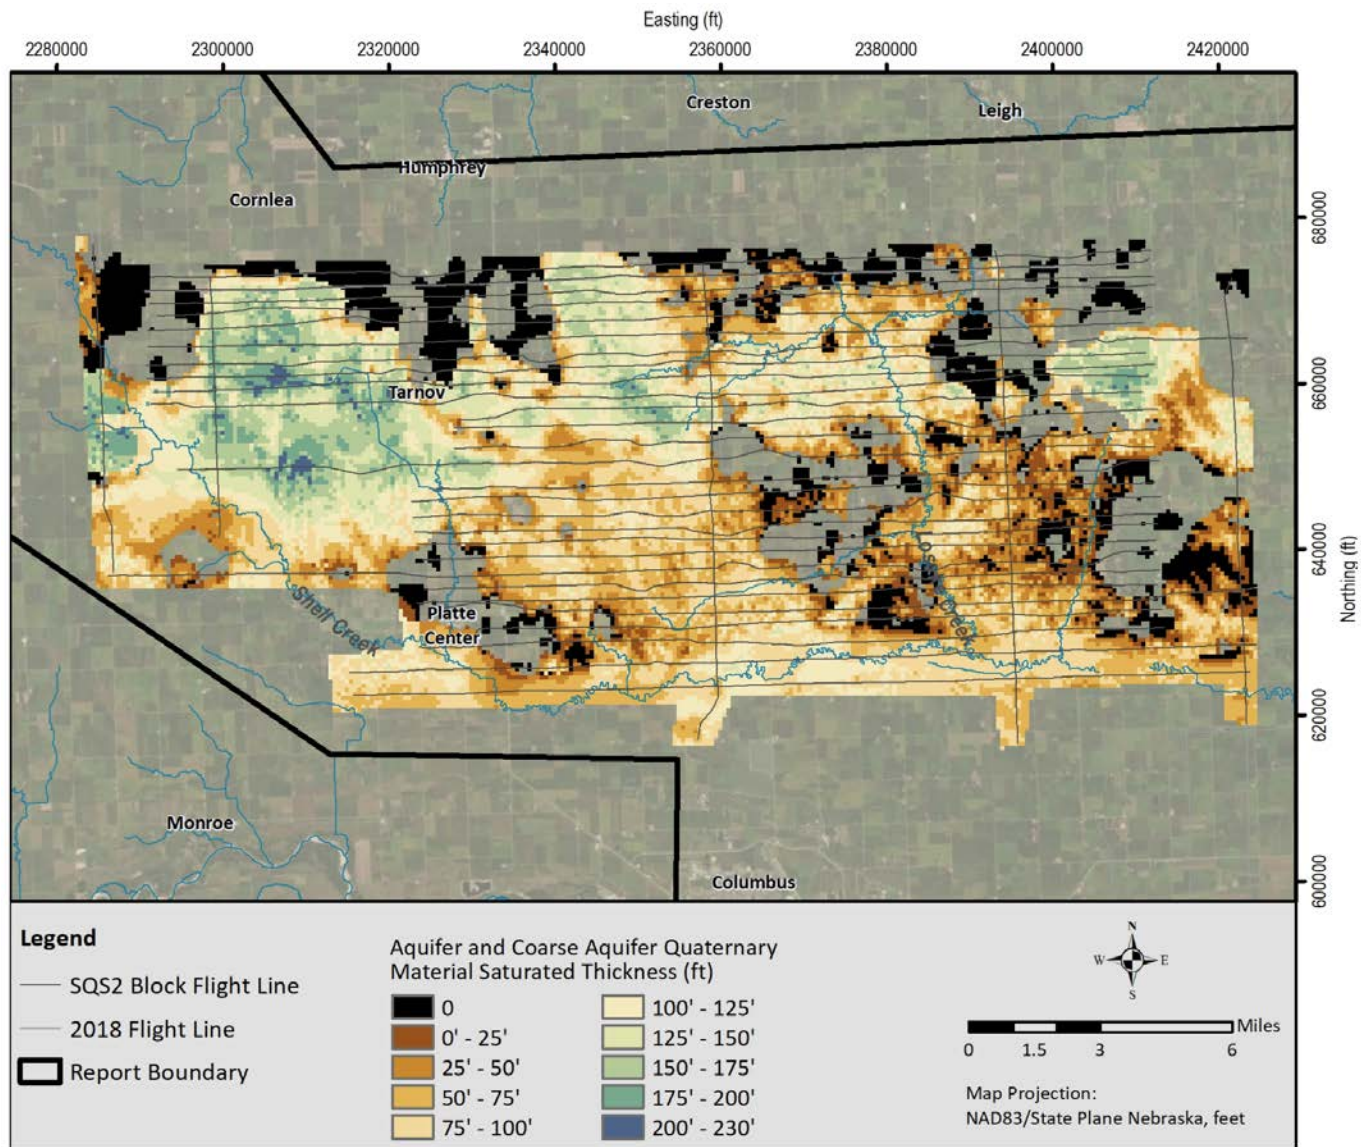 Easting (ft)
2280000 2300000 2320000 2340000 2360000 2380000 2400000 2420000
Creston
Leigh
Humphrey
Cornlea
680000
Tarnov
660000
640000
Northing (ft)
Shell Creek
Platte
Center
620000
Monroe
Columbus
600000
Legend
SQS2 Block Flight Line
2018 Flight Line
Report Boundary
Aquifer and Coarse Aquifer Quaternary
Material Saturated Thickness (ft)
0
0' - 25'
25' - 50'
50' - 75'
75' - 100'
100' - 125'
125' - 150'
150' - 175'
175' - 200'
200' - 230'
N
W E
S
Miles
0 1.5 3 6
Map Projection:
NAD83/State Plane Nebraska, feet